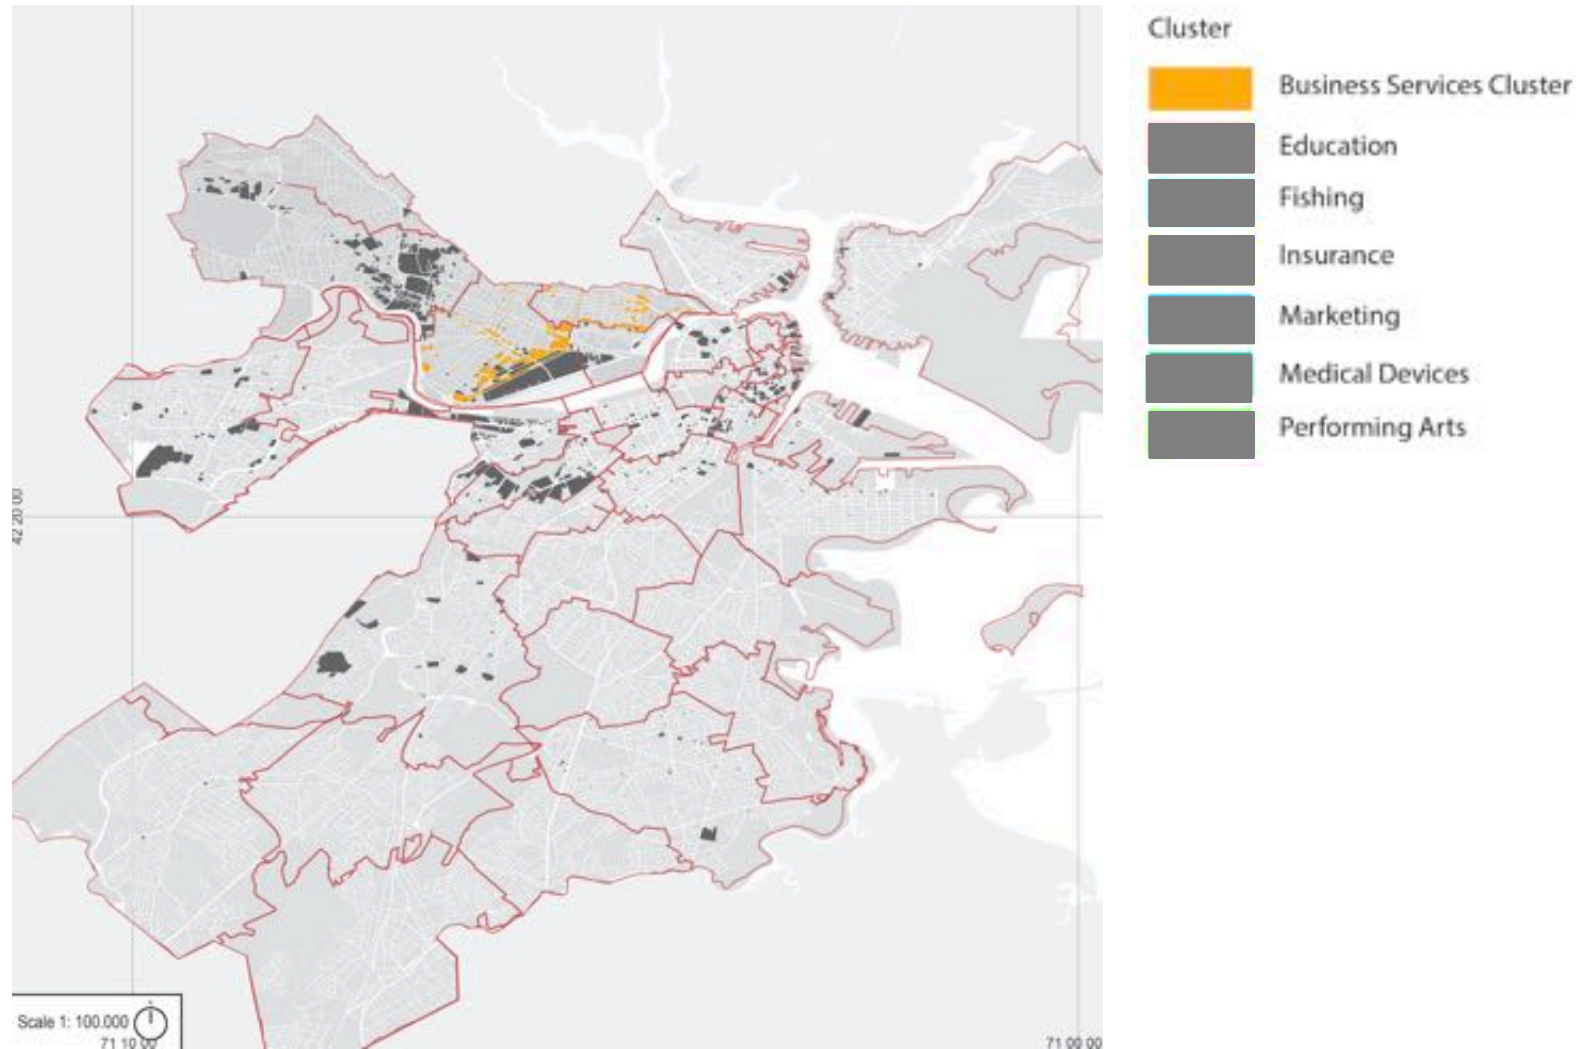 Cluster
Business Services Cluster
Education
Fishing
Insurance
Marketing
Medical Devices
Performing Arts
42 20 00
Scale 1: 100.000
71 10 00
71 00 00